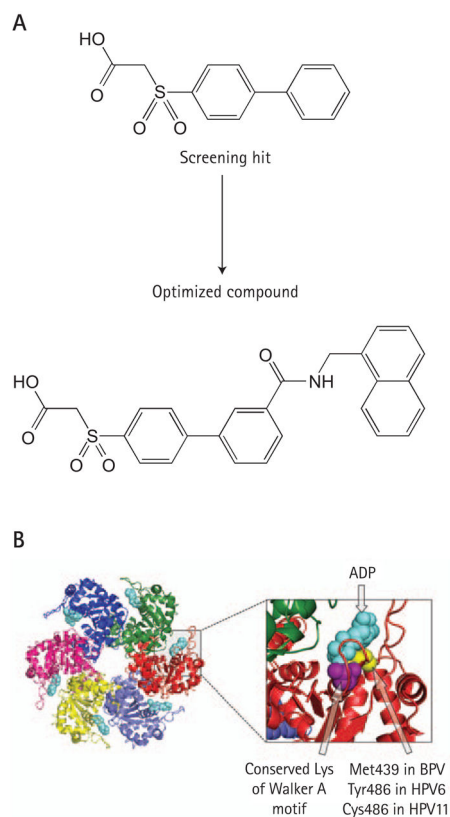 A
HO
O
S
O O
Screening hit
Optimized compound
O
NH
HO
O
S
O O
B
ADP
Conserved Lys
of Walker A
motif
Met439 in BPV
Tyr486 in HPV6
Cys486 in HPV11